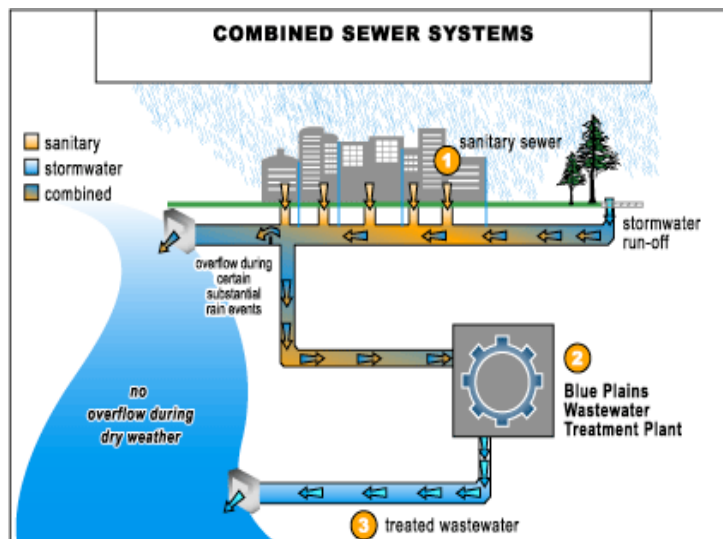 COMBINED SEWER SYSTEMS
sanitary
stormwater
combined
1
sanitary sewer
stormwater
run-off
overflow during
certain
substantial
rain events
2
Blue Plains
Wastewater
Treatment Plant
no
overflow during
dry weather
3
treated wastewater